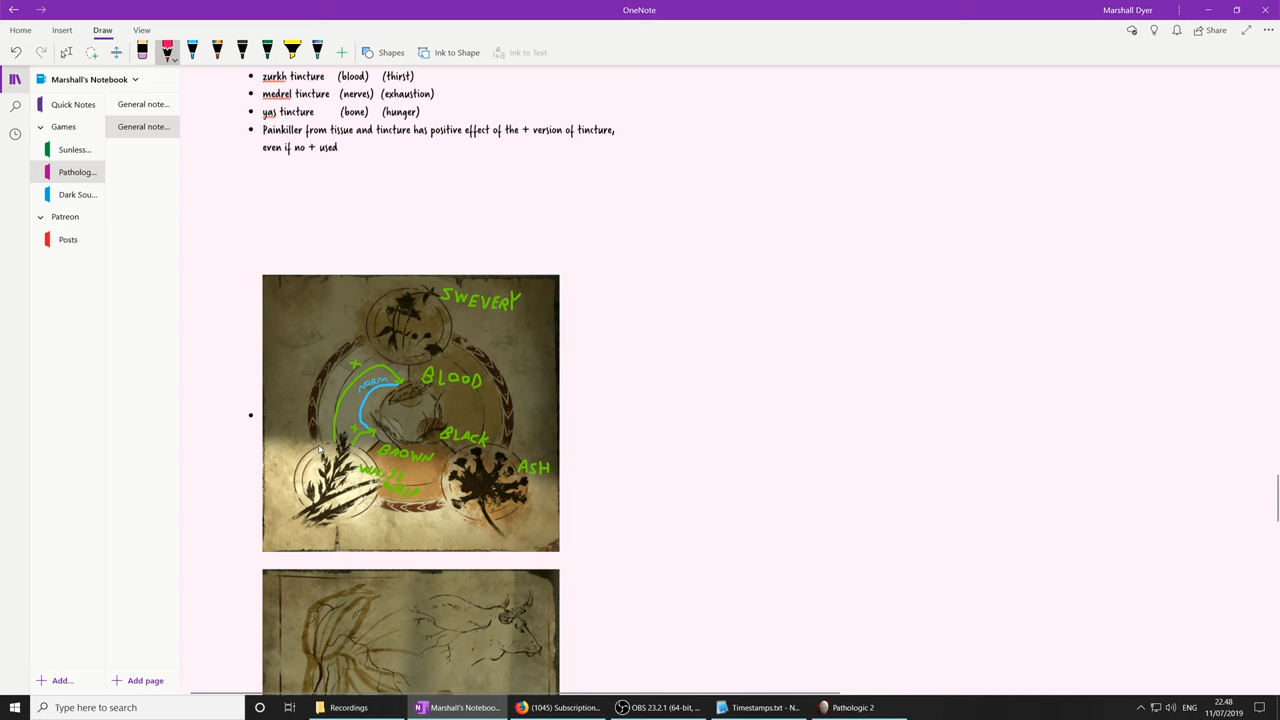 OneNote
Marshall Dyer
Home Insert Draw View
Share
Shapes Ink to Shape Ink to Text
Marshall's Notebook
Quick Notes
Games
Sunless...
Patholog...
Dark Sou...
Patreon
Posts
General note...
General note...
zurkh tincture (blood) (thirst)
medrel tincture (nerves) (exhaustion)
yas tincture (bone) (hunger)
Painkiller from tissue and tincture has positive effect of the + version of tincture,
even if no + used
SWEVERY
+
NORM
BLOOD
+
BLACK
BROWN
WHIP
ASH
Add...
Add page
Type here to search
Recordings
Marshall's Notebo...
(1045) Subscription...
OBS 23.2.1 (64-bit, ...
Timestamps.txt - N...
Pathologic 2
ENG
22.48
11/07/2019